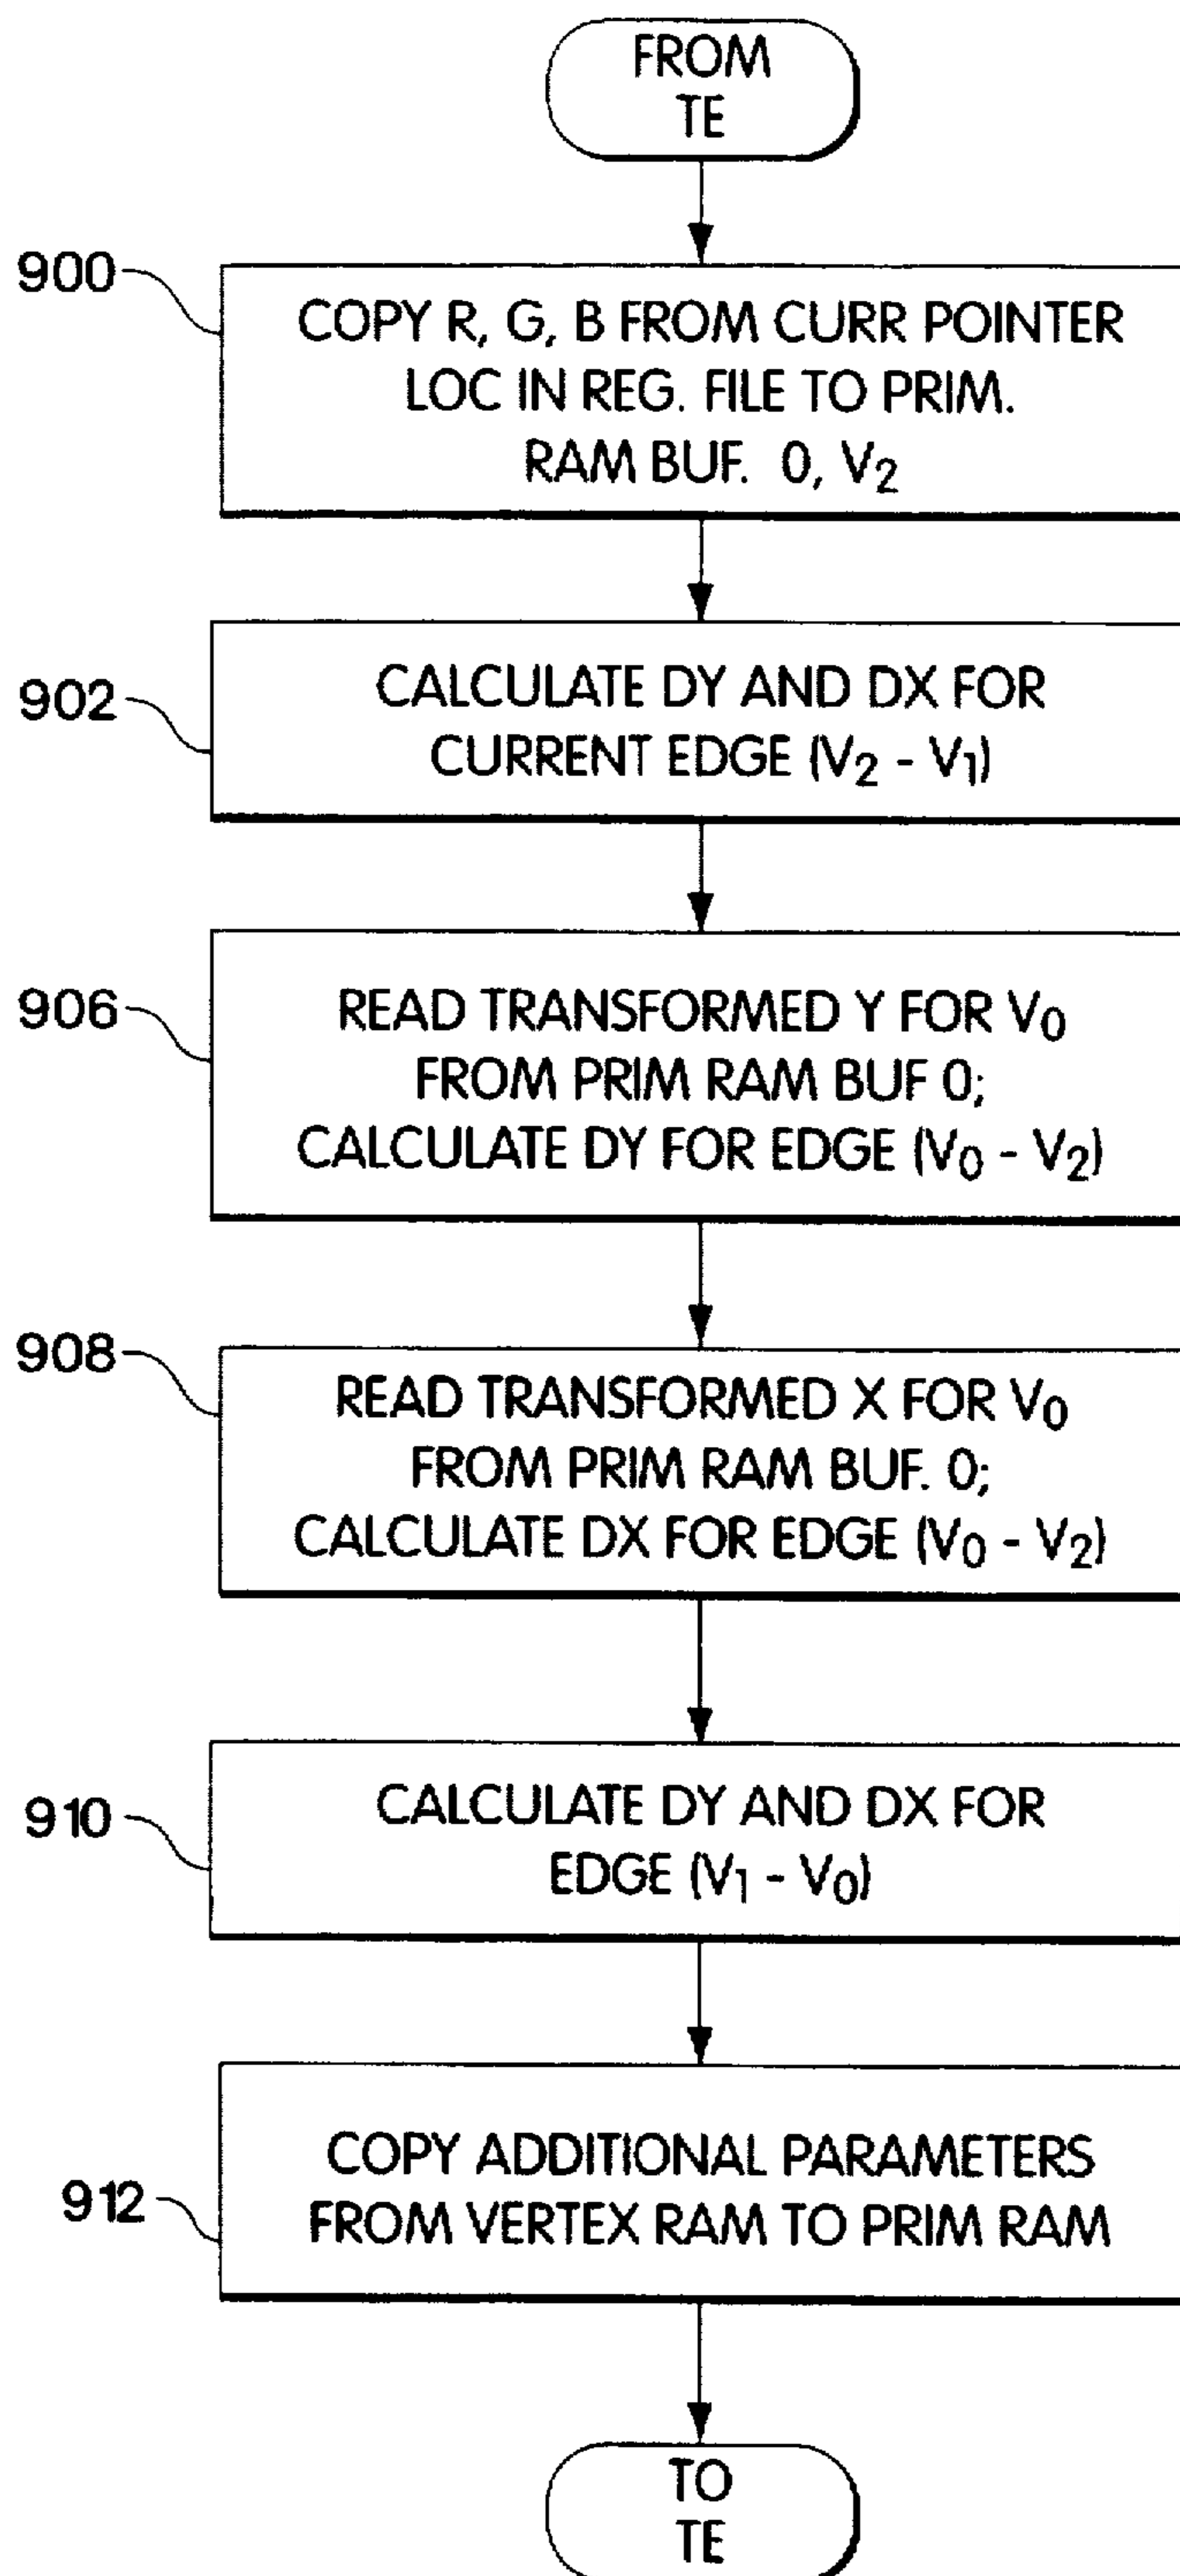 FROM
TE
900
COPY R, G, B FROM CURR POINTER
LOC IN REG. FILE TO PRIM.
RAM BUF. 0, V2
902
CALCULATE DY AND DX FOR
CURRENT EDGE (V2 - V1)
906
READ TRANSFORMED Y FOR V0
FROM PRIM RAM BUF 0;
CALCULATE DY FOR EDGE (V0 - V2)
908
READ TRANSFORMED X FOR V0
FROM PRIM RAM BUF. 0;
CALCULATE DX FOR EDGE (V0 - V2)
910
CALCULATE DY AND DX FOR
EDGE (V1 - V0)
912
COPY ADDITIONAL PARAMETERS
FROM VERTEX RAM TO PRIM RAM
TO
TE